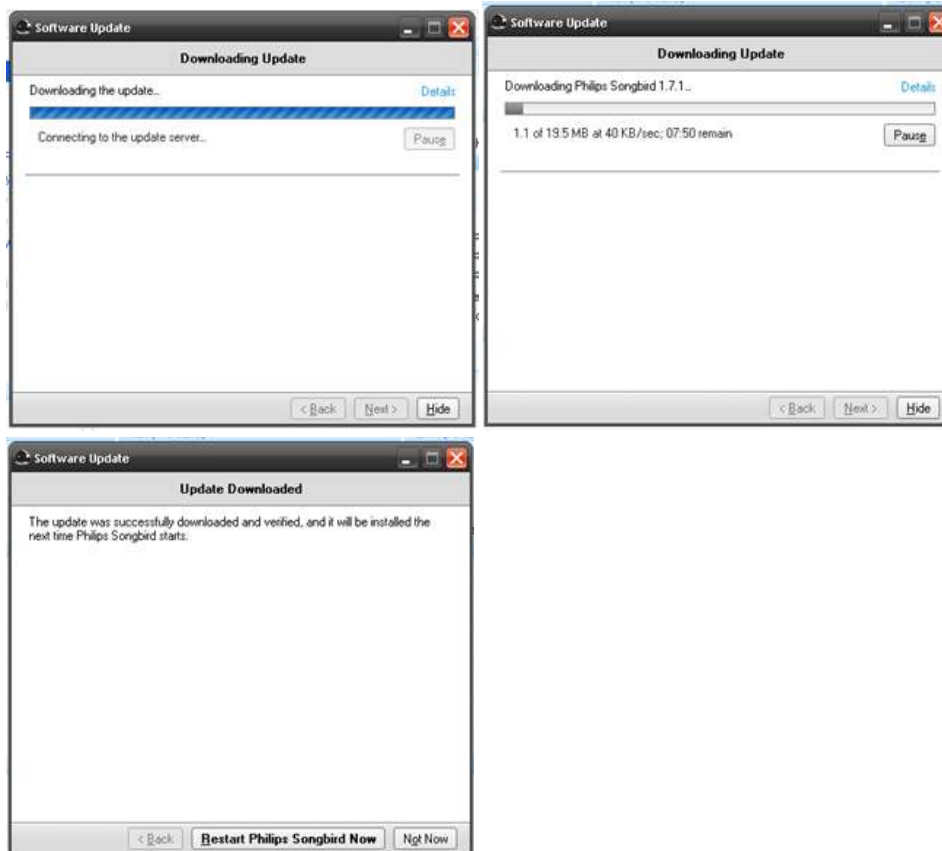 Software Update
Downloading Update
Downloading the update... Details
Connecting to the update server... Pause
< Back Next > Hide
Software Update
Downloading Update
Downloading Philips Songbird 1.7.1... Details
1.1 of 19.5 MB at 40 KB/sec; 07:50 remain
Pause
< Back Next > Hide
Software Update
Update Downloaded
The update was successfully downloaded and verified, and it will be installed the
next time Philips Songbird starts.
< Back Restart Philips Songbird Now Not Now